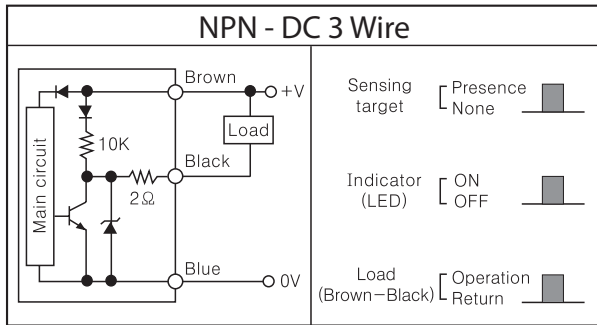 NPN - DC 3 Wire
Brown
+V
Load
10K
Black
2Ω
Main circuit
Blue
0V
Sensing target
Presence
None
Indicator (LED)
ON
OFF
Load (Brown-Black)
Operation
Return